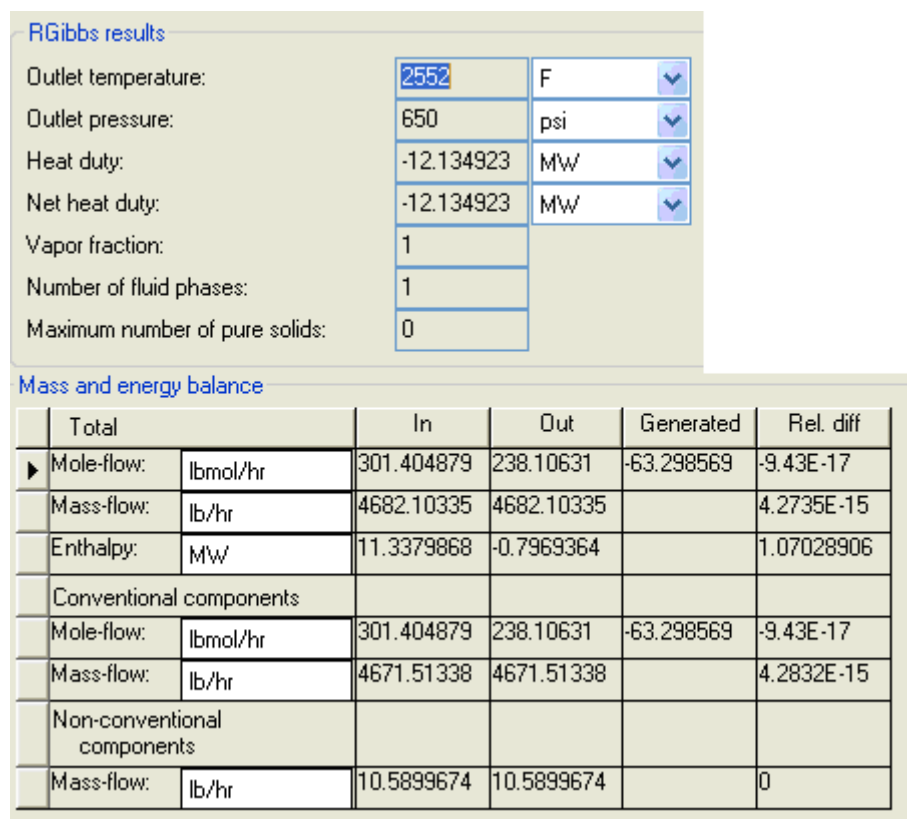 RGibbs results
Outlet temperature: 2552 F
Outlet pressure: 650 psi
Heat duty: -12.134923 MW
Net heat duty: -12.134923 MW
Vapor fraction: 1
Number of fluid phases: 1
Maximum number of pure solids: 0
Mass and energy balance
Total In Out Generated Rel. diff
Mole-flow: lbmol/hr 301.404879 238.10631 -63.298569 -9.43E-17
Mass-flow: lb/hr 4682.10335 4682.10335 4.2735E-15
Enthalpy: MW 11.3379868 -0.7969364 1.07028906
Conventional components
Mole-flow: lbmol/hr 301.404879 238.10631 -63.298569 -9.43E-17
Mass-flow: lb/hr 4671.51338 4671.51338 4.2832E-15
Non-conventional
components
Mass-flow: lb/hr 10.5899674 10.5899674 0